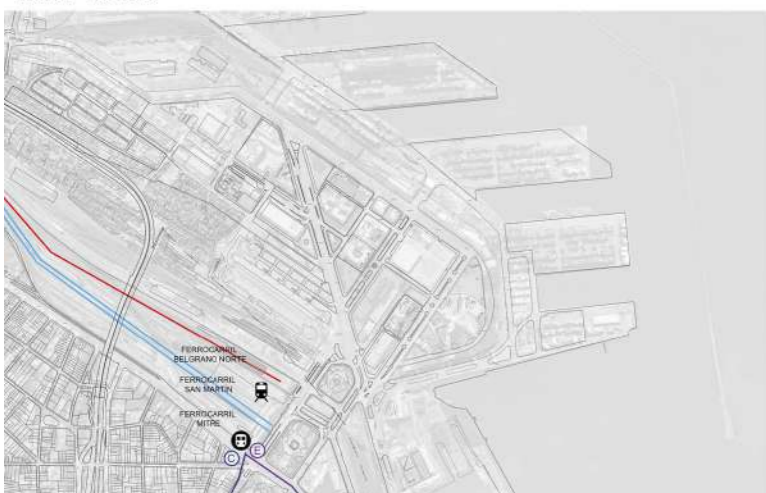 FERROCARRIL
BELGRANO NORTE
FERROCARRIL
SAN MARTIN
FERROCARRIL
MITRE
C
E